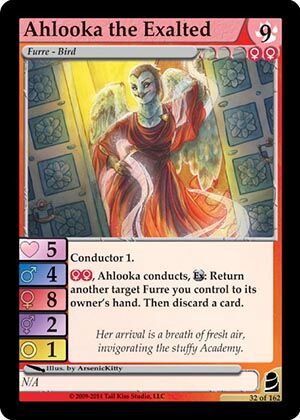 Ahlooka the Exalted 9
Furre - Bird
5
4
8
2
1
Conductor 1.
♀♀, Ahlooka conducts, E: Return
another target Furre you control to its
owner's hand. Then discard a card.
Her arrival is a breath of fresh air,
invigorating the stuffy Academy.
Illus. by ArsenicKitty
N/A
© 2009-2014 Tail Kiss Studio, LLC
32 of 162